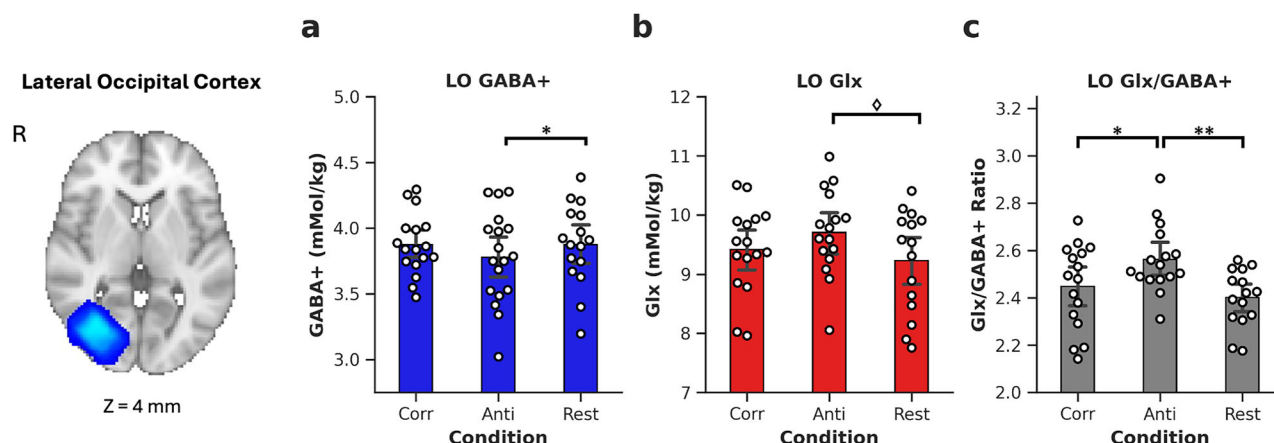 Lateral Occipital Cortex
R
Z = 4 mm
a
LO GABA+
GABA+ (mMol/kg)
5.0
4.5
4.0
3.5
3.0
*
Corr Anti Rest
Condition
b
LO Glx
Glx (mMol/kg)
12
11
10
9
8
7
◊
Corr Anti Rest
Condition
c
LO Glx/GABA+
Glx/GABA+ Ratio
3.2
3.0
2.8
2.6
2.4
2.2
2.0
* **
Corr Anti Rest
Condition